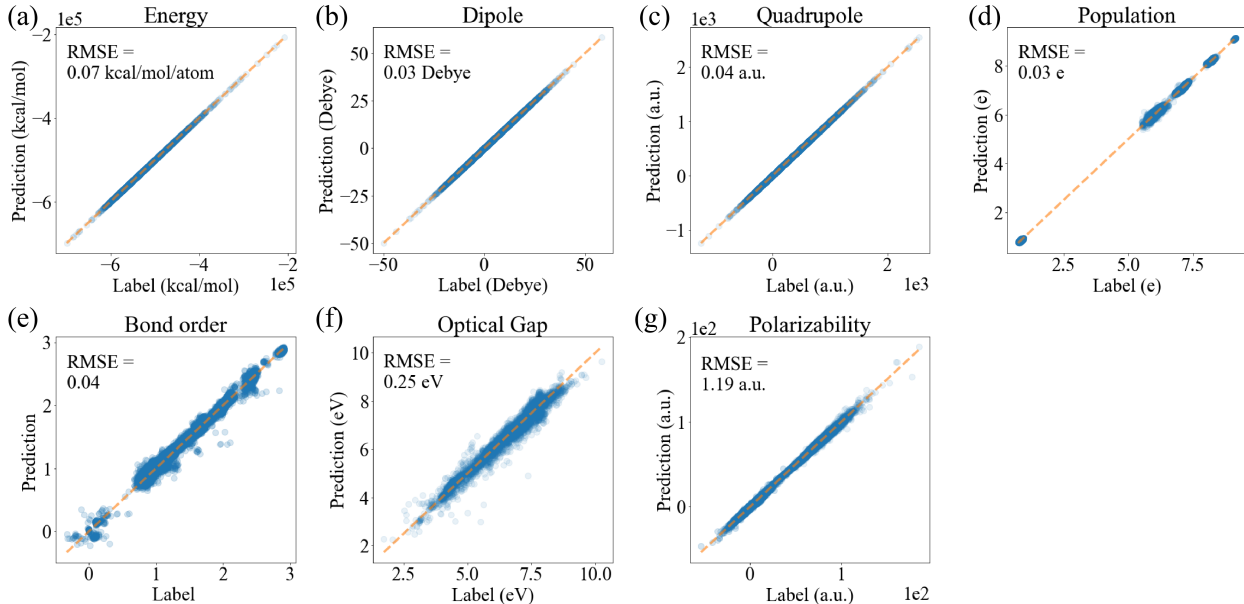 (a)
Energy
1e5
RMSE =
0.07 kcal/mol/atom
Prediction (kcal/mol)
−2
−4
−6
−6
−4
−2
Label (kcal/mol)
1e5
(b)
Dipole
RMSE =
0.03 Debye
Prediction (Debye)
50
25
0
−25
−50
−50
−25
0
25
50
Label (Debye)
(c)
Quadrupole
1e3
RMSE =
0.04 a.u.
Prediction (a.u.)
2
1
0
−1
0
2
Label (a.u.)
1e3
(d)
Population
RMSE =
0.03 e
Prediction (e)
8
6
4
2
2.5
5.0
7.5
Label (e)
(e)
Bond order
RMSE =
0.04
Prediction
3
2
1
0
0
1
2
3
Label
(f)
Optical Gap
RMSE =
0.25 eV
Prediction (eV)
10
8
6
4
2
2.5
5.0
7.5
10.0
Label (eV)
(g)
Polarizability
1e2
RMSE =
1.19 a.u.
Prediction (a.u.)
2
1
0
0
1
Label (a.u.)
1e2